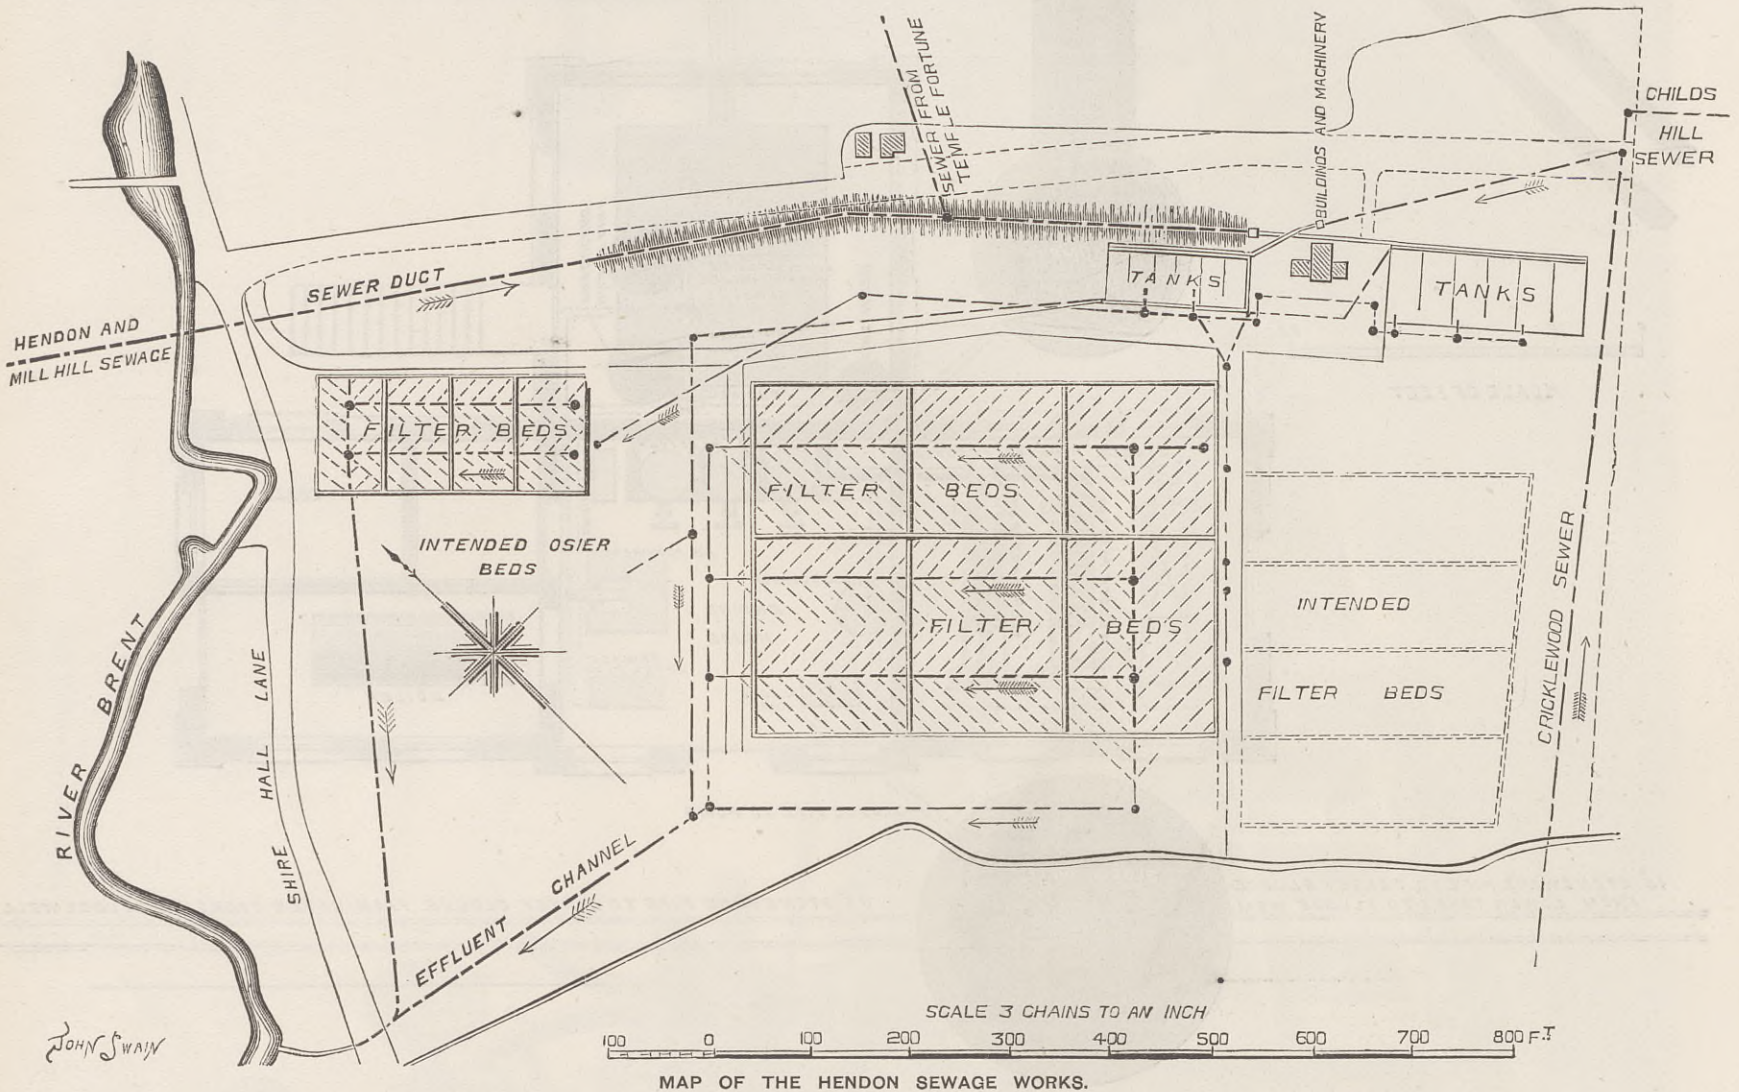 SEWER FROM
TEMPLE FORTUNE
BUILDINGS AND MACHINERY
CHILDS
HILL
SEWER
SEWER DUCT
HENDON AND
MILL HILL SEWAGE
TANKS
TANKS
FILTER BEDS
FILTER BEDS
INTENDED OSIER
BEDS
FILTER BEDS
INTENDED
FILTER BEDS
CRICKLEWOOD SEWER
RIVER BRENT
SHIRE HALL LANE
EFFLUENT CHANNEL
SCALE 3 CHAINS TO AN INCH
100 0 100 200 300 400 500 600 700 800 FT
JOHN SWAIN
MAP OF THE HENDON SEWAGE WORKS.